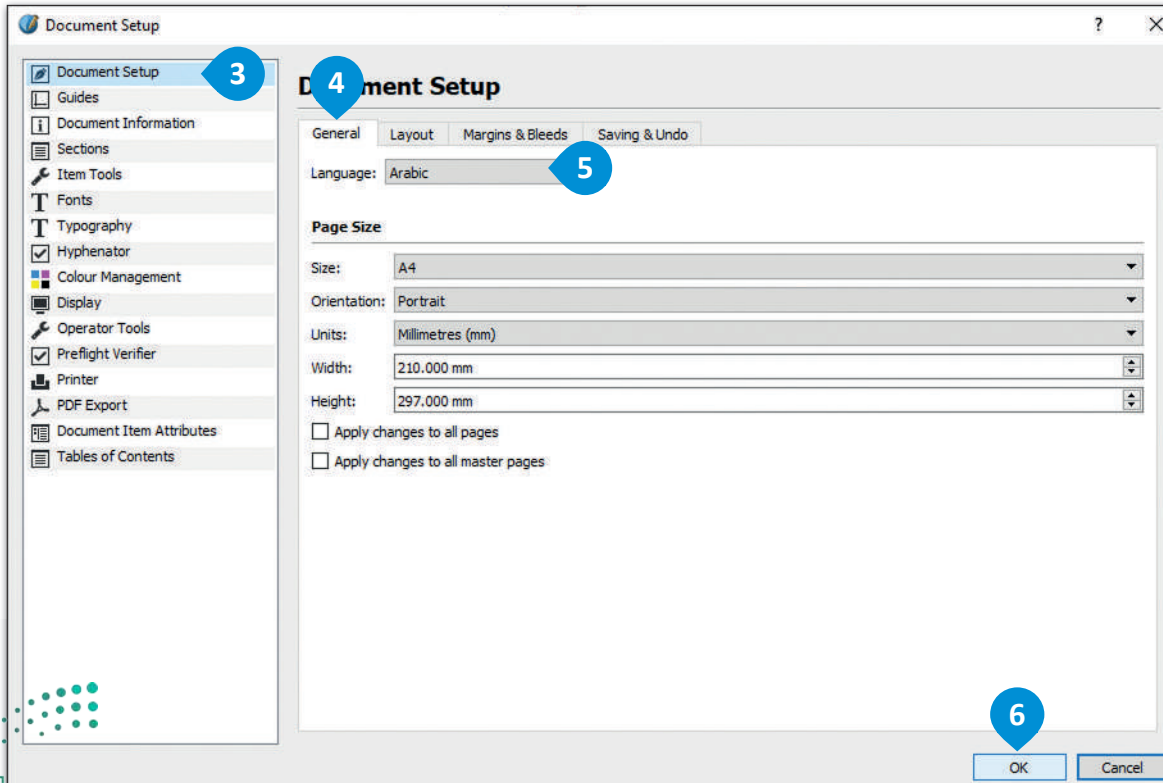 Document Setup
?
Document Setup
3
Guides
Document Information
Sections
Item Tools
Fonts
Typography
Hyphenator
Colour Management
Display
Operator Tools
Preflight Verifier
Printer
PDF Export
Document Item Attributes
Tables of Contents
4
Document Setup
General Layout Margins & Bleeds Saving & Undo
Language: Arabic
5
Page Size
Size: A4
Orientation: Portrait
Units: Millimetres (mm)
Width: 210.000 mm
Height: 297.000 mm
Apply changes to all pages
Apply changes to all master pages
6
OK Cancel